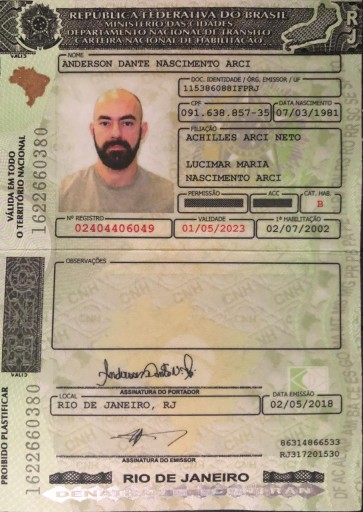 REPÚBLICA FEDERATIVA DO BRASIL
MINISTÉRIO DAS CIDADES
DEPARTAMENTO NACIONAL DE TRÂNSITO
CARTEIRA NACIONAL DE HABILITAÇÃO
RJ
NOME
ANDERSON DANTE NASCIMENTO ARCI
DOC. IDENTIDADE / ÓRG. EMISSOR / UF
115386088IFPRJ
CPF
DATA NASCIMENTO
091.638.857-35
07/03/1981
FILIAÇÃO
ACHILLES ARCI NETO
LUCIMAR MARIA
NASCIMENTO ARCI
PERMISSÃO
ACC
CAT. HAB.
B
Nº REGISTRO
VALIDADE
1ª HABILITAÇÃO
02404406049
01/05/2023
02/07/2002
VÁLIDA EM TODO
O TERRITÓRIO NACIONAL
1622660380
OBSERVAÇÕES
ASSINATURA DO PORTADOR
LOCAL
DATA EMISSÃO
RIO DE JANEIRO, RJ
02/05/2018
ASSINATURA DO EMISSOR
86314866533
RJ317201530
PROIBIDO PLASTIFICAR
1622660380
RIO DE JANEIRO